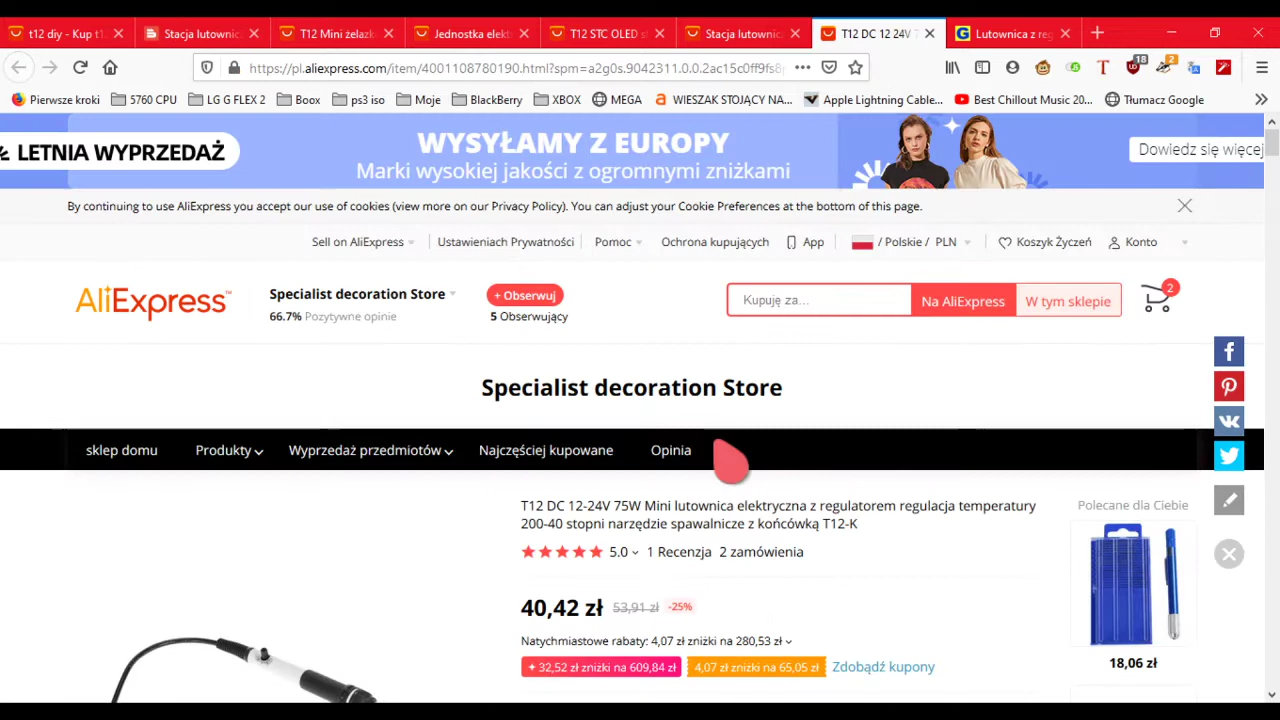 t12 diy - Kup t1
Stacja lutownic
T12 Mini żelazk
Jednostka elekt
T12 STC OLED s
Stacja lutownic
T12 DC 12 24V
Lutownica z reg
https://pl.aliexpress.com/item/4001103780190.html?spm=a2g0s.9042311.0.0.2ac15c0ff9fs8
18
2
Pierwsze kroki
5760 CPU
LG G FLEX 2
Boox
ps3 iso
Moje
BlackBerry
XBOX
MEGA
WIESZAK STOJĄCY NA...
Apple Lightning Cable...
Best Chillout Music 20...
Tłumacz Google
LETNIA WYPRZEDAŻ
WYSYŁAMY Z EUROPY
Marki wysokiej jakości z ogromnymi zniżkami
Dowiedz się więcej
By continuing to use AliExpress you accept our use of cookies (view more on our Privacy Policy). You can adjust your Cookie Preferences at the bottom of this page.
Sell on AliExpress
Ustawieniach Prywatności
Pomoc
Ochrona kupujących
App
/ Polskie / PLN
Koszyk Życzeń
Konto
AliExpress
Specialist decoration Store
66.7% Pozytywne opinie
+ Obserwuj
5 Obserwujący
Kupuję za...
Na AliExpress
W tym sklepie
2
Specialist decoration Store
sklep domu
Produkty
Wyprzedaż przedmiotów
Najczęściej kupowane
Opinia
T12 DC 12-24V 75W Mini lutownica elektryczna z regulatorem regulacja temperatury
200-40 stopni narzędzie spawalnicze z końcówką T12-K
5.0 1 Recenzja 2 zamówienia
40,42 zł 53,91 zł -25%
Natychmiastowe rabaty: 4,07 zł zniżki na 280,53 zł
+ 32,52 zł zniżki na 609,84 zł
4,07 zł zniżki na 65,05 zł
Zdobądź kupony
Polecane dla Ciebie
18,06 zł